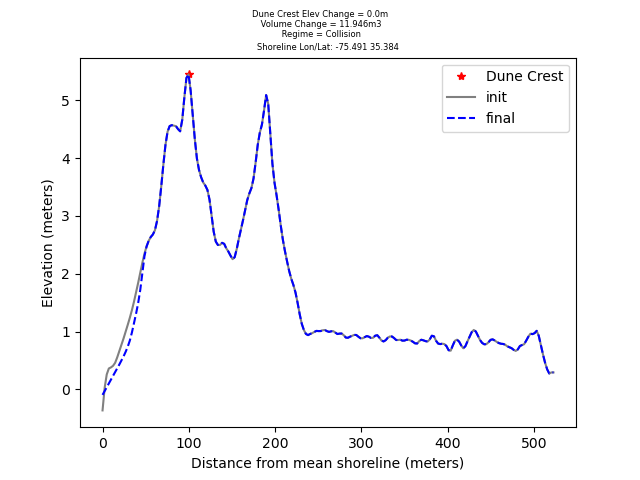 Dune Crest Elev Change = 0.0m
Volume Change = 11.946m3
Regime = Collision
Shoreline Lon/Lat: -75.491 35.384
Dune Crest
init
final
5
4
3
2
1
0
Elevation (meters)
0 100 200 300 400 500
Distance from mean shoreline (meters)